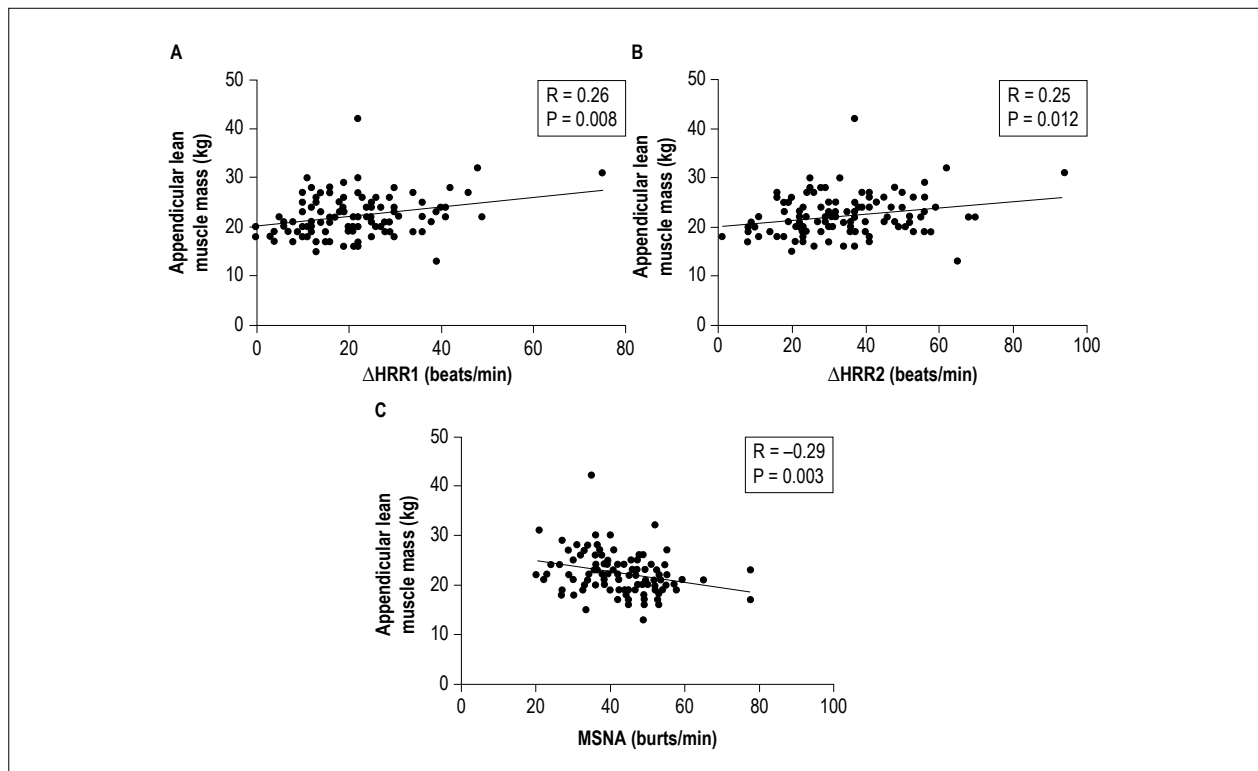 A
50
40
30
20
10
0
Appendicular lean
muscle mass (kg)
R = 0.26
P = 0.008
0 20 40 60 80
ΔHRR1 (beats/min)
B
50
40
30
20
10
0
Appendicular lean
muscle mass (kg)
R = 0.25
P = 0.012
0 20 40 60 80 100
ΔHRR2 (beats/min)
C
50
40
30
20
10
0
Appendicular lean
muscle mass (kg)
R = –0.29
P = 0.003
0 20 40 60 80 100
MSNA (burts/min)